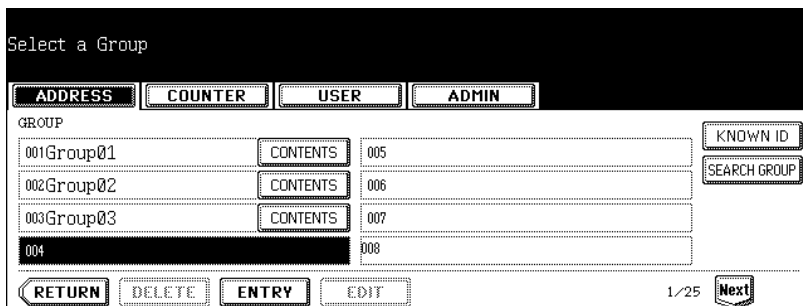 Select a Group
ADDRESS COUNTER USER ADMIN
GROUP
KNOWN ID
001Group01 CONTENTS 005
SEARCH GROUP
002Group02 CONTENTS 006
003Group03 CONTENTS 007
004 008
RETURN DELETE ENTRY EDIT 1/25 Next